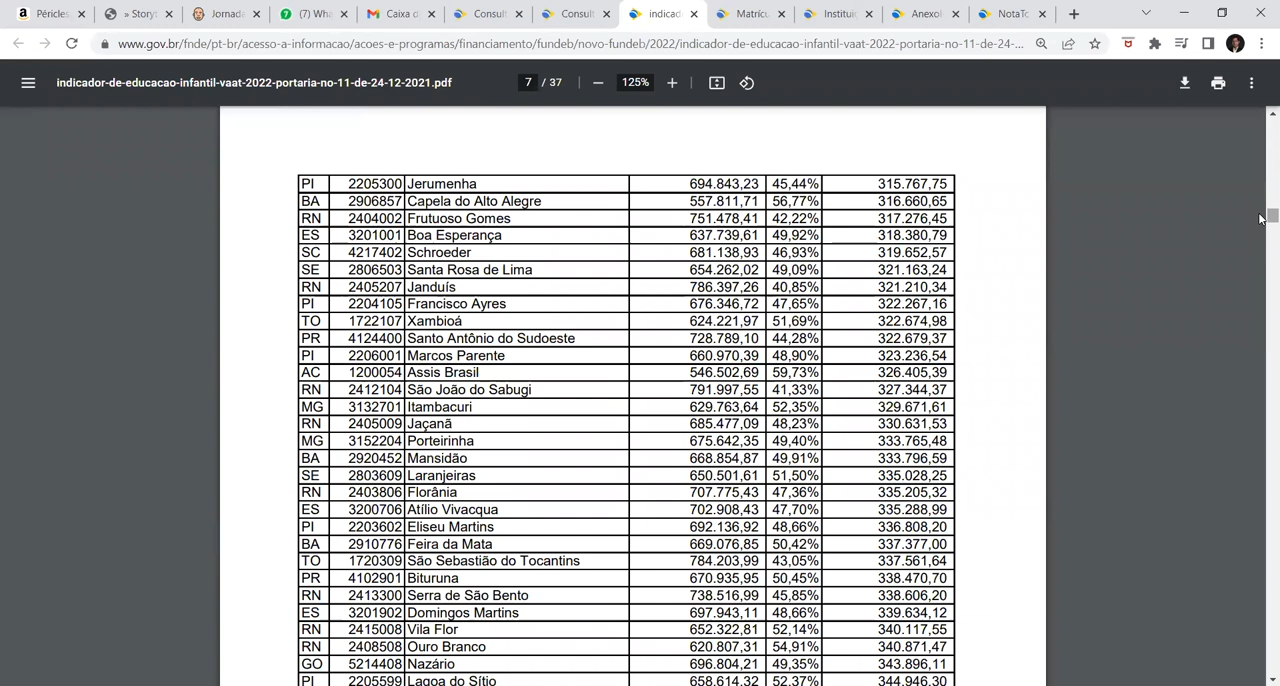 a Péricles
» Story
Jornada
(7) Wha
Caixa d
Consult
Consult
indicad
Matrícu
Instituiç
AnexoI
NotaTo
www.gov.br/fnde/pt-br/acesso-a-informacao/acoes-e-programas/financiamento/fundeb/novo-fundeb/2022/indicador-de-educacao-infantil-vaat-2022-portaria-no-11-de-24-...
indicador-de-educacao-infantil-vaat-2022-portaria-no-11-de-24-12-2021.pdf
7 / 37
125%
PI 2205300 Jerumenha 694.843,23 45,44% 315.767,75
BA 2906857 Capela do Alto Alegre 557.811,71 56,77% 316.660,65
RN 2404002 Frutuoso Gomes 751.478,41 42,22% 317.276,45
ES 3201001 Boa Esperança 637.739,61 49,92% 318.380,79
SC 4217402 Schroeder 681.138,93 46,93% 319.652,57
SE 2806503 Santa Rosa de Lima 654.262,02 49,09% 321.163,24
RN 2405207 Janduís 786.397,26 40,85% 321.210,34
PI 2204105 Francisco Ayres 676.346,72 47,65% 322.267,16
TO 1722107 Xambioá 624.221,97 51,69% 322.674,98
PR 4124400 Santo Antônio do Sudoeste 728.789,10 44,28% 322.679,37
PI 2206001 Marcos Parente 660.970,39 48,90% 323.236,54
AC 1200054 Assis Brasil 546.502,69 59,73% 326.405,39
RN 2412104 São João do Sabugi 791.997,55 41,33% 327.344,37
MG 3132701 Itambacuri 629.763,64 52,35% 329.671,61
RN 2405009 Jaçanã 685.477,09 48,23% 330.631,53
MG 3152204 Porteirinha 675.642,35 49,40% 333.765,48
BA 2920452 Mansidão 668.854,87 49,91% 333.796,59
SE 2803609 Laranjeiras 650.501,61 51,50% 335.028,25
RN 2403806 Florânia 707.775,43 47,36% 335.205,32
ES 3200706 Atílio Vivacqua 702.908,43 47,70% 335.288,99
PI 2203602 Eliseu Martins 692.136,92 48,66% 336.808,20
BA 2910776 Feira da Mata 669.076,85 50,42% 337.377,00
TO 1720309 São Sebastião do Tocantins 784.203,99 43,05% 337.561,64
PR 4102901 Bituruna 670.935,95 50,45% 338.470,70
RN 2413300 Serra de São Bento 738.516,99 45,85% 338.606,20
ES 3201902 Domingos Martins 697.943,11 48,66% 339.634,12
RN 2415008 Vila Flor 652.322,81 52,14% 340.117,55
RN 2408508 Ouro Branco 620.807,31 54,91% 340.871,47
GO 5214408 Nazário 696.804,21 49,35% 343.896,11
PI 2205599 Lagoa do Sítio 658.614,32 52,37% 344.946,30